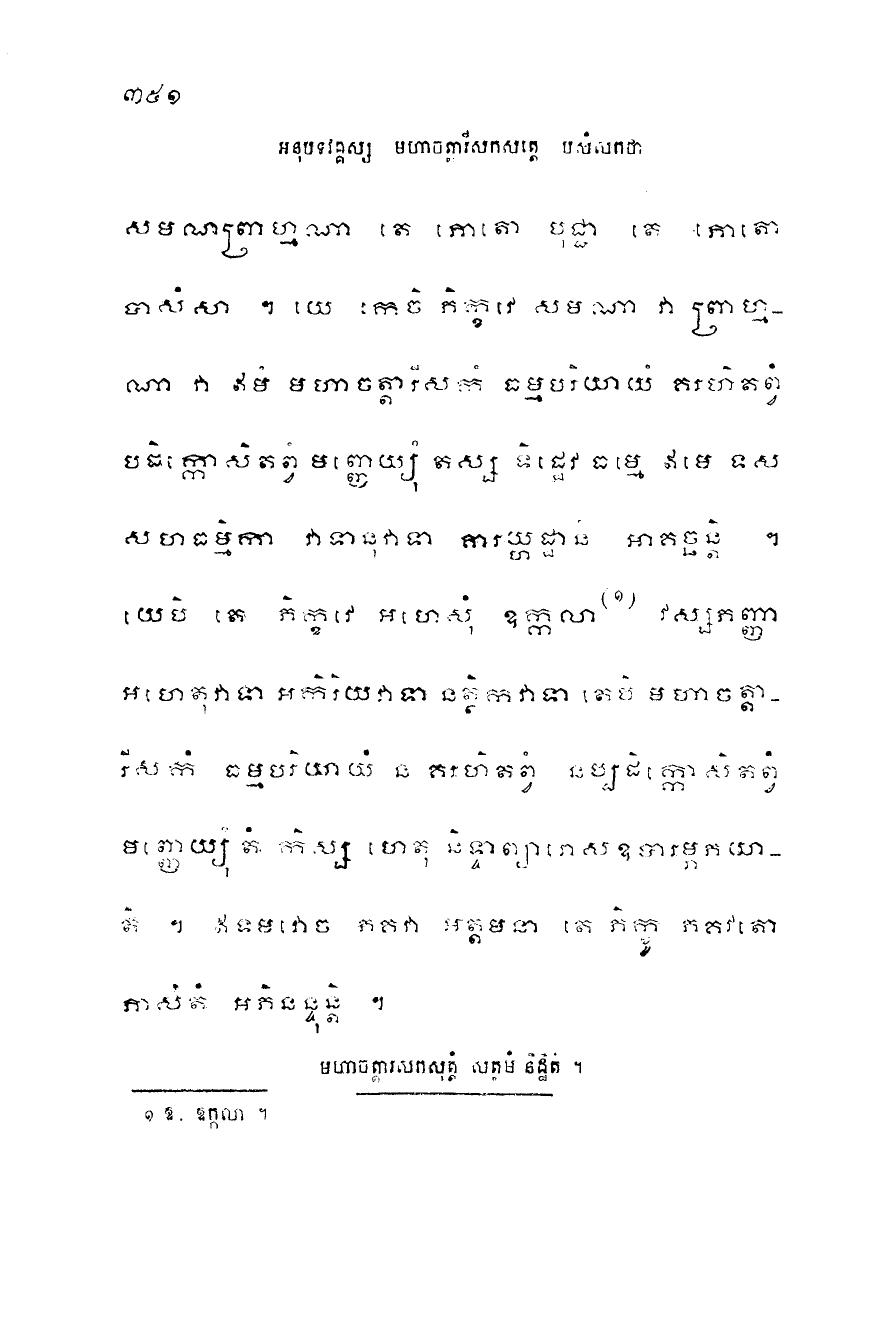 ៣៥១
អនុបទវគ្គស្ស មហាចត្តារីសកសុត្តេ បសំសកថា
សមណព្រាហ្មណា តេ ភោតោ បុជ្ជា តេ ភោតោ
បាសំសា ។ យេ កេចិ ភិក្ខវេ សមណា វា ព្រាហ្ម-
ណា វា ឥមំ មហាចត្តារីសកំ ធម្មបរិយាយំ គរហិតព្វំ
បដិក្កោសិតព្វំ មញ្ញេយ្យុំ តស្ស ទិដ្ឋេវ ធម្មេ ឥមេ ទស
សហធម្មិកា វាទានុវាទា គារយ្ហដ្ឋានំ អាគច្ឆន្តិ ។
យេបិ តេ ភិក្ខវេ អហេសុំ ឧក្កលា(១) វស្សភញ្ញា
អហេតុវាទា អកិរិយវាទា នត្ថិកវាទា តេបិ មហាចត្តា-
រីសកំ ធម្មបរិយាយំ ន គរហិតព្វំ នប្បដិក្កោសិតព្វំ
មញ្ញេយ្យុំ តំ កិស្ស ហេតុ និន្ទាព្យារោសឧបារម្ភភយា-
តិ ។ ឥទមវោច ភគវា អត្តមនា តេ ភិក្ខូ ភគវតោ
ភាសិតំ អភិនន្ទុន្តិ ។
មហាចត្តារីសកសុត្តំ សត្តមំ និដ្ឋិតំ ។
១ ឱ. ឧក្កលា ។